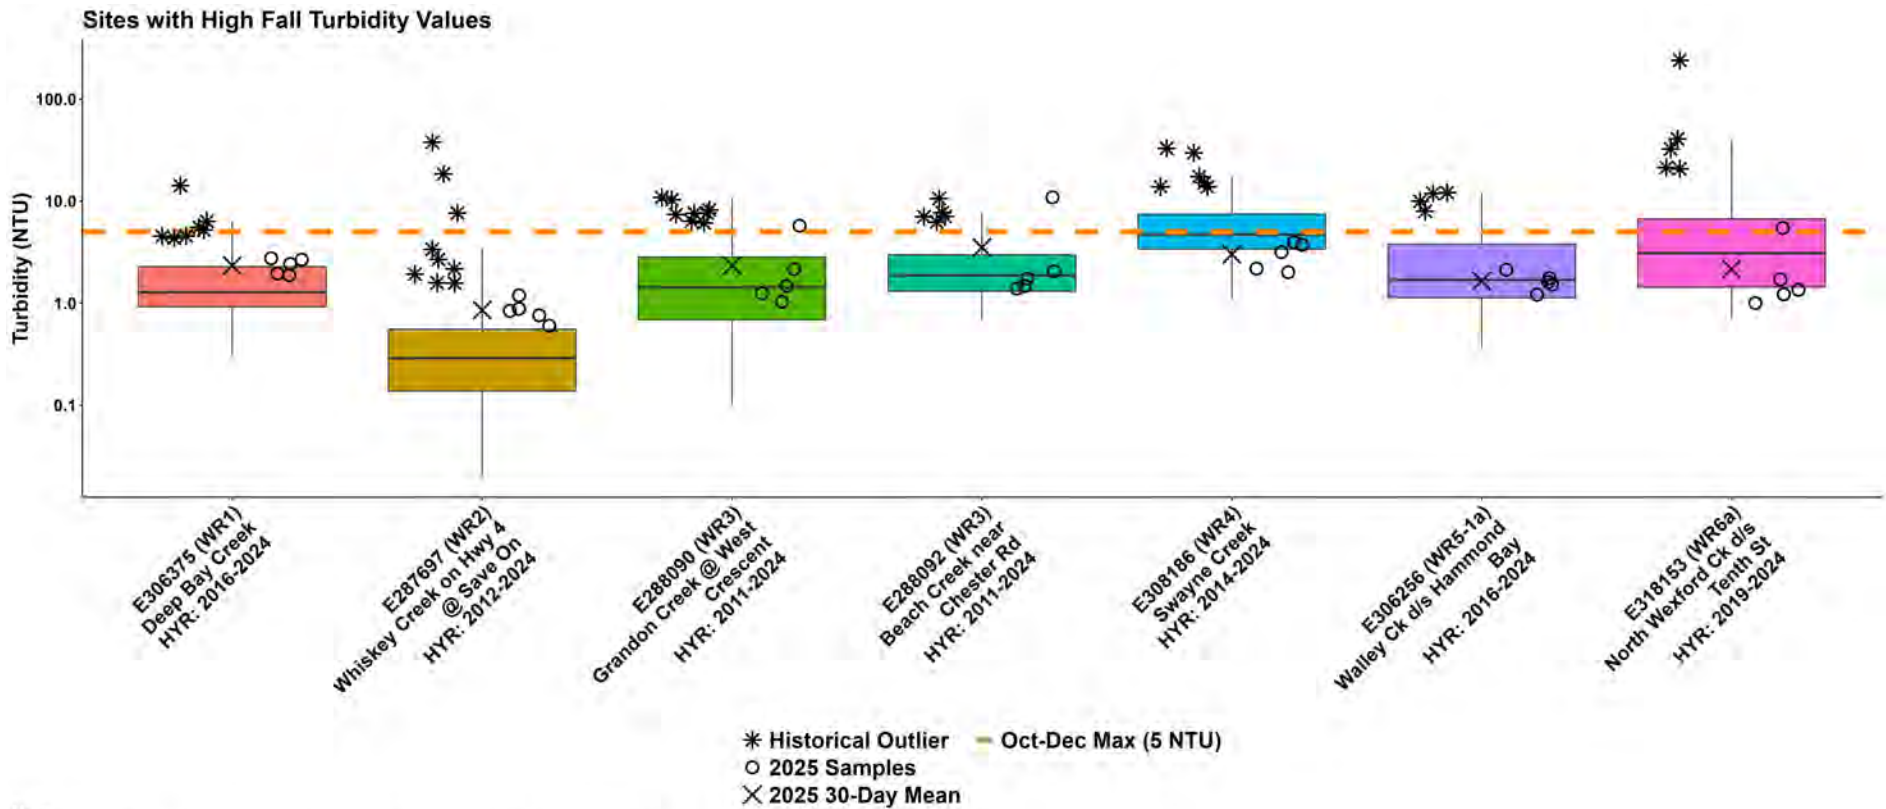 Sites with High Fall Turbidity Values
Turbidity (NTU)
100.0
10.0
1.0
0.1
E306375 (WR1)
Deep Bay Creek
HYR: 2016-2024
E287697 (WR2)
Whiskey Creek on Hwy 4
@ Save On
HYR: 2012-2024
E288090 (WR3)
Grandon Creek @ West
Crescent
HYR: 2011-2024
E288092 (WR3)
Beach Creek near
Chester Rd
HYR: 2011-2024
E308186 (WR4)
Swayne Creek
HYR: 2014-2024
E306256 (WR5-1a)
Walley Ck d/s Hammond
Bay
HYR: 2016-2024
E318153 (WR6a)
North Wexford Ck d/s
Tenth St
HYR: 2019-2024
Historical Outlier
2025 Samples
2025 30-Day Mean
Oct-Dec Max (5 NTU)